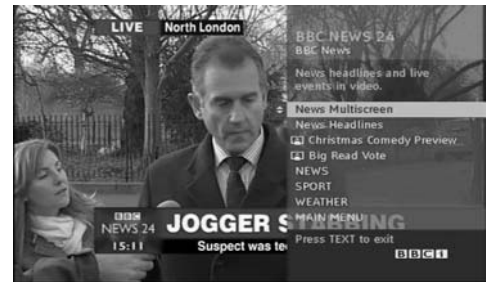 LIVE
North London
BBC NEWS 24
BBC News
News headlines and live
events in video.
News Multiscreen
News Headlines
Christmas Comedy Preview...
Big Read Vote
NEWS
SPORT
WEATHER
MAIN MENU
Press TEXT to exit
BBCi
BBC
NEWS 24
15:11
JOGGER STABBING
Suspect was